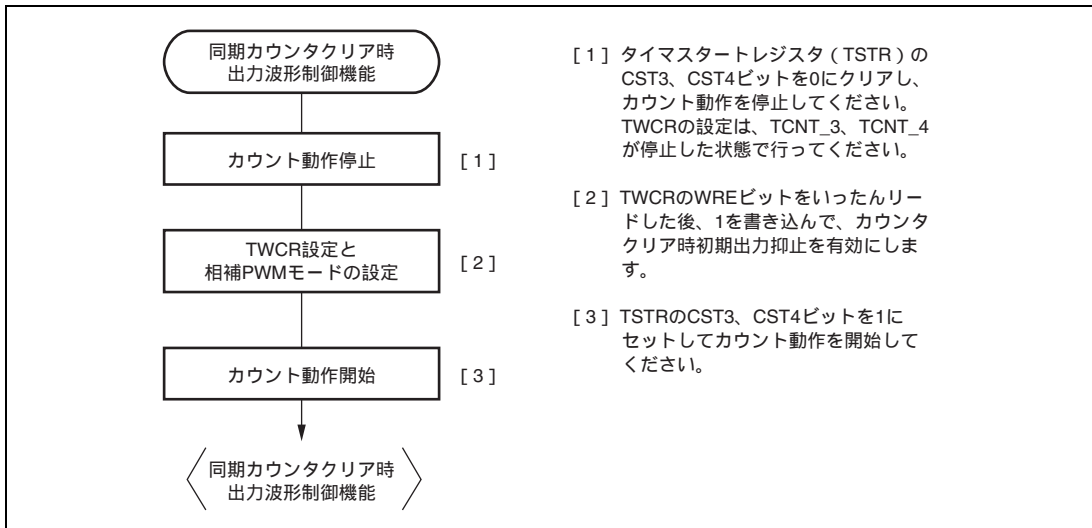 同期カウンタクリア時
出力波形制御機能
カウント動作停止
[1]
TWCR設定と
相補PWMモードの設定
[2]
カウント動作開始
[3]
同期カウンタクリア時
出力波形制御機能
[1] タイマスタートレジスタ(TSTR)の
CST3、CST4ビットを0にクリアし、
カウント動作を停止してください。
TWCRの設定は、TCNT_3、TCNT_4
が停止した状態で行ってください。
[2] TWCRのWREビットをいったんリー
ドした後、1を書き込んで、カウンタ
クリア時初期出力抑止を有効にしま
す。
[3] TSTRのCST3、CST4ビットを1に
セットしてカウント動作を開始して
ください。